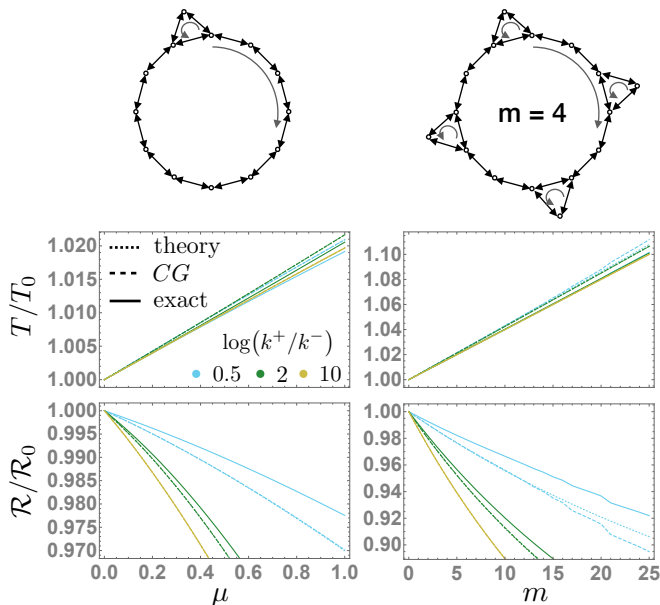 m = 4
T/T₀
1.020
1.015
1.010
1.005
1.000
theory
CG
exact
log(k⁺/k⁻)
0.5 2 10
1.10
1.08
1.06
1.04
1.02
1.00
R/R₀
1.000
0.995
0.990
0.985
0.980
0.975
0.970
0.0 0.2 0.4 0.6 0.8 1.0
μ
1.00
0.98
0.96
0.94
0.92
0.90
0 5 10 15 20 25
m